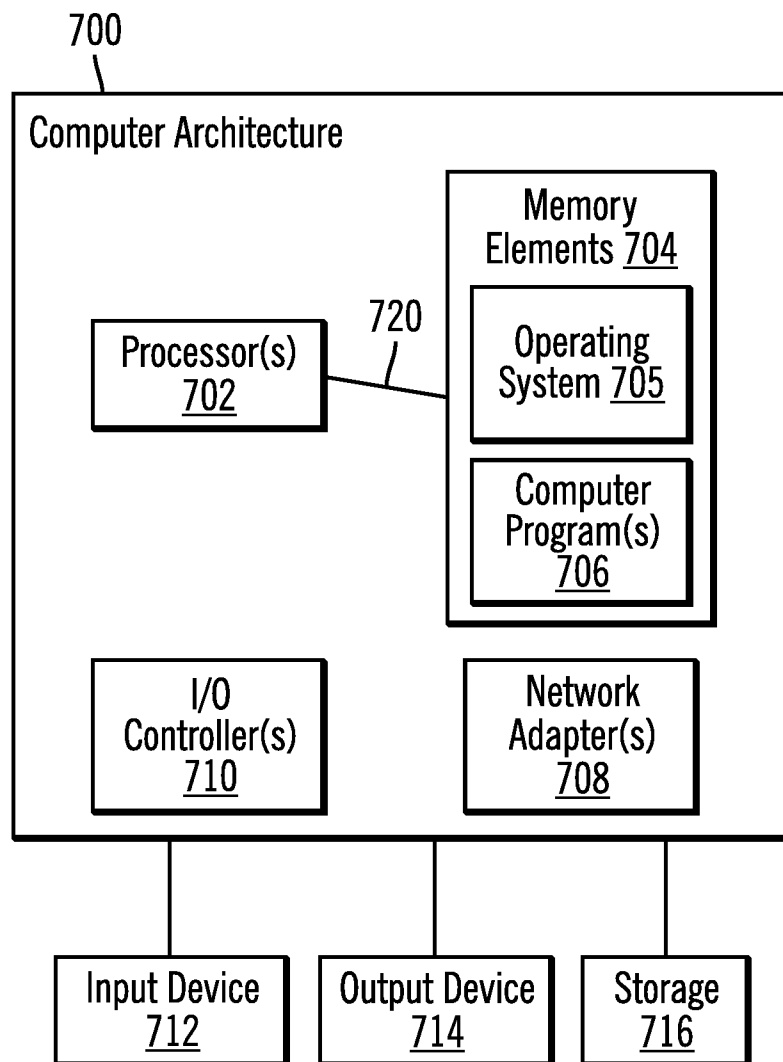 700
Computer Architecture
Memory
Elements 704
Processor(s)
702
720
Operating
System 705
Computer
Program(s)
706
I/O
Controller(s)
710
Network
Adapter(s)
708
Input Device
712
Output Device
714
Storage
716